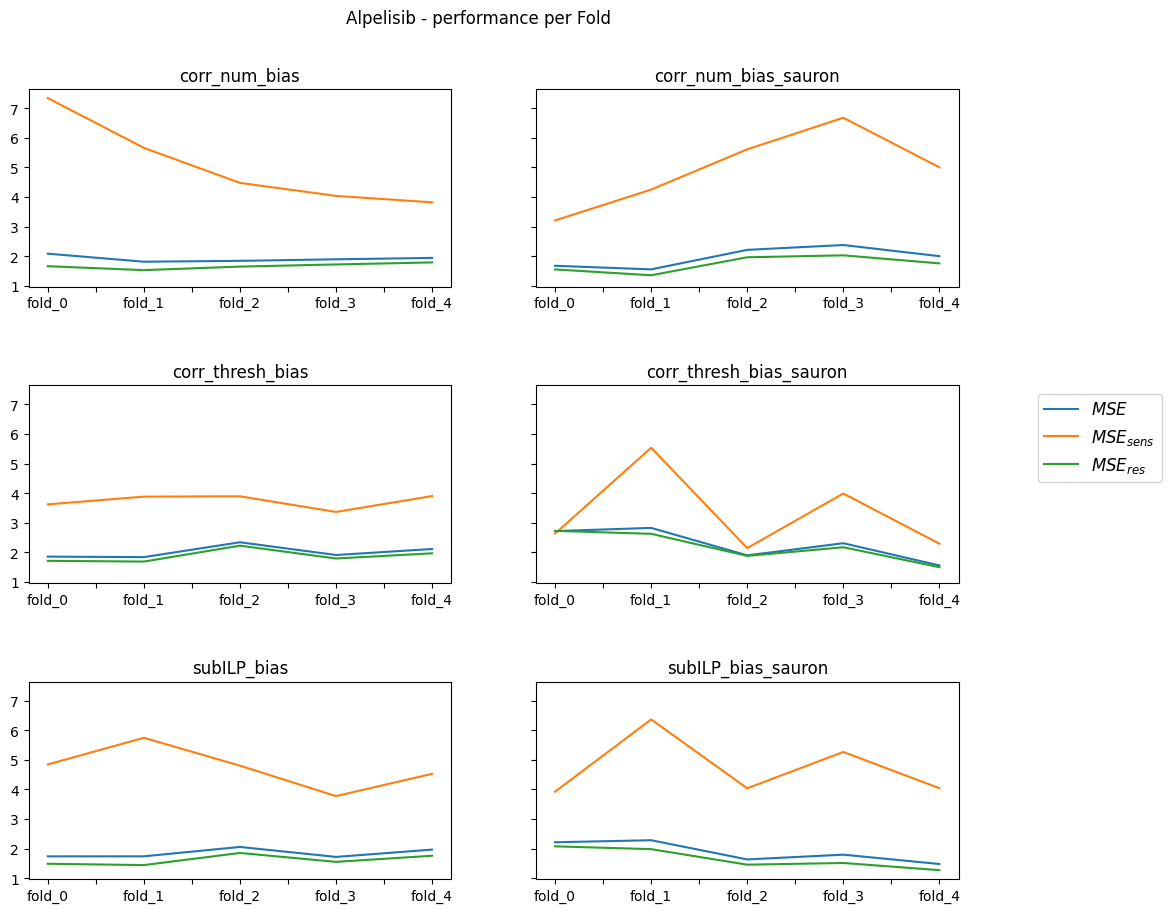 Alpelisib - performance per Fold
corr_num_bias
7
6
5
4
3
2
1
fold_0 fold_1 fold_2 fold_3 fold_4
corr_num_bias_sauron
fold_0 fold_1 fold_2 fold_3 fold_4
corr_thresh_bias
7
6
5
4
3
2
1
fold_0 fold_1 fold_2 fold_3 fold_4
corr_thresh_bias_sauron
fold_0 fold_1 fold_2 fold_3 fold_4
MSE
MSE_sens
MSE_res
subILP_bias
7
6
5
4
3
2
1
fold_0 fold_1 fold_2 fold_3 fold_4
subILP_bias_sauron
fold_0 fold_1 fold_2 fold_3 fold_4